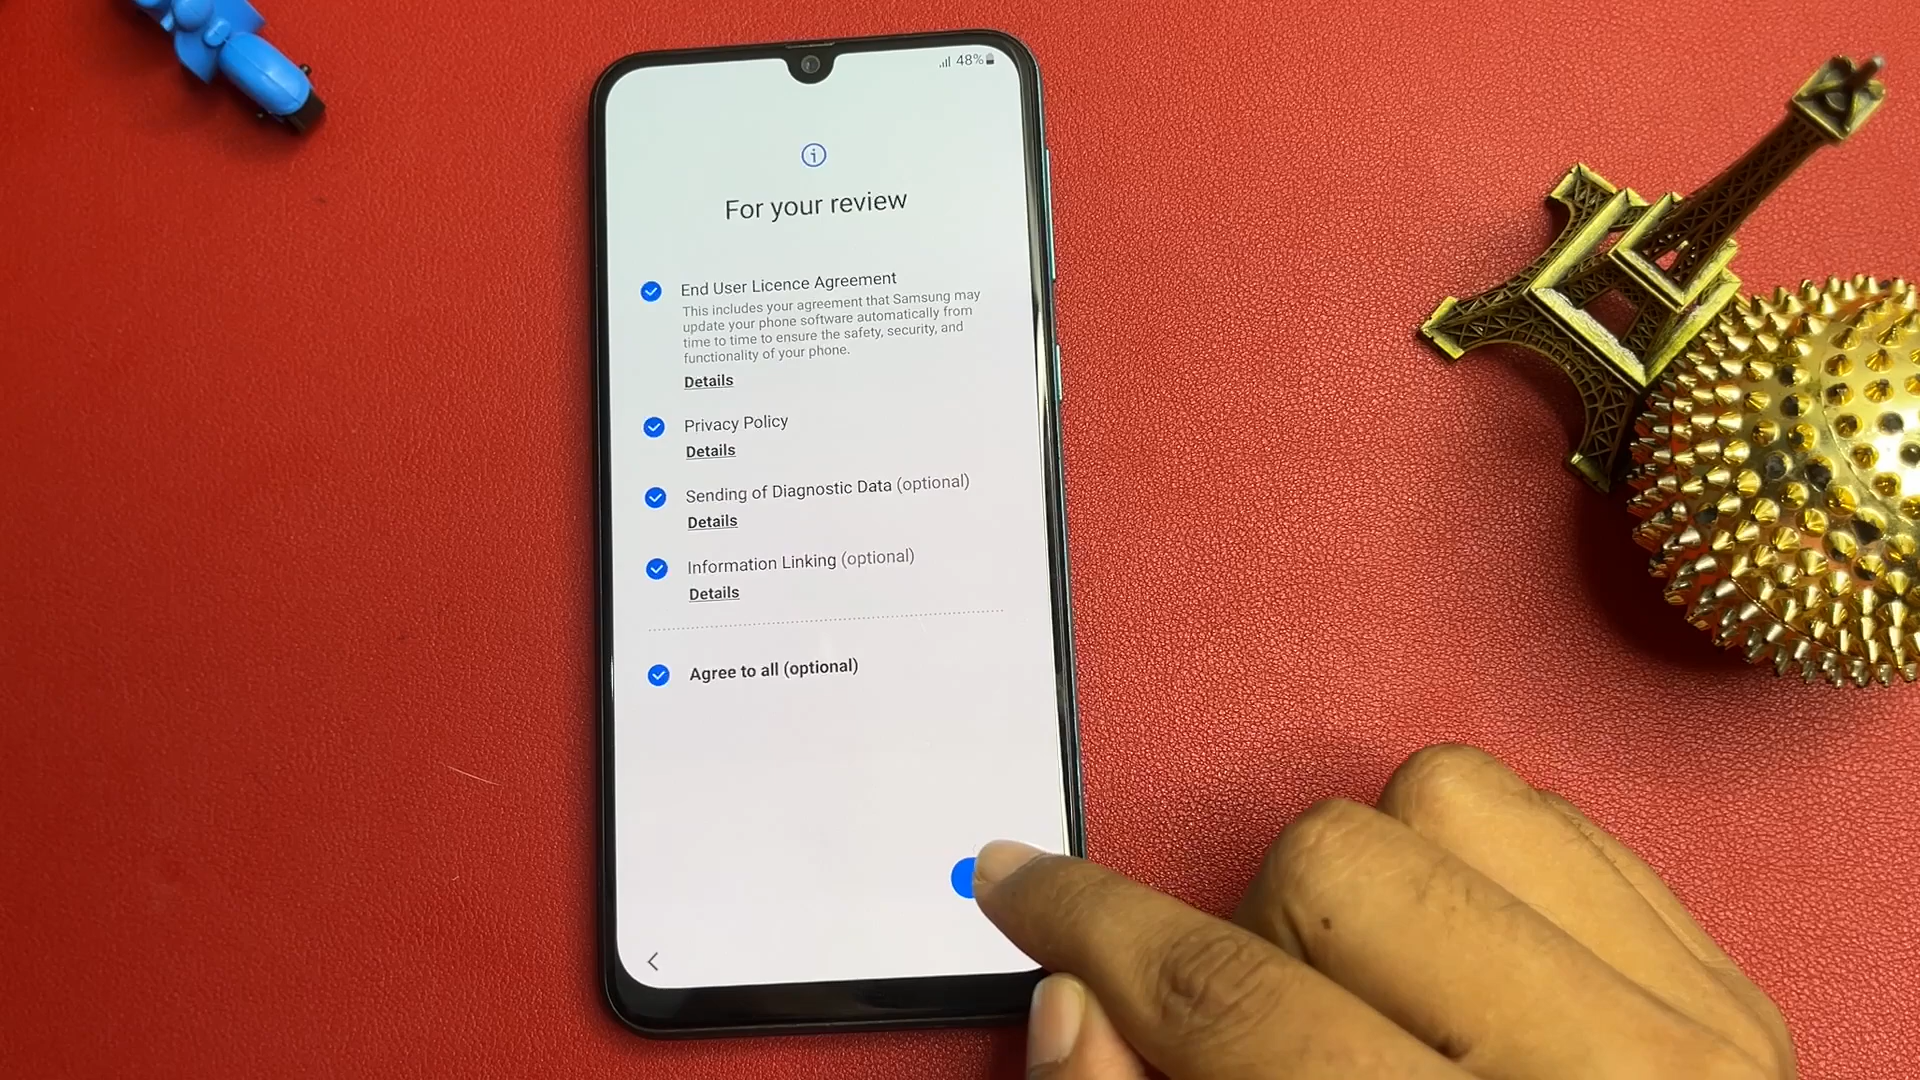 48%
For your review
End User Licence Agreement
This includes your agreement that Samsung may
update your phone software automatically from
time to time to ensure the safety, security, and
functionality of your phone.
Details
Privacy Policy
Details
Sending of Diagnostic Data (optional)
Details
Information Linking (optional)
Details
Agree to all (optional)